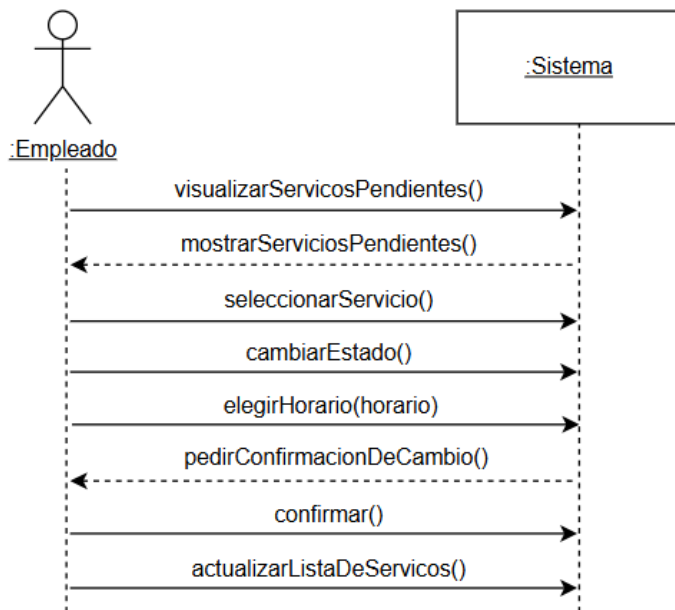 :Sistema
:Empleado
visualizarServicosPendientes()
mostrarServiciosPendientes()
seleccionarServicio()
cambiarEstado()
elegirHorario(horario)
pedirConfirmacionDeCambio()
confirmar()
actualizarListaDeServicos()